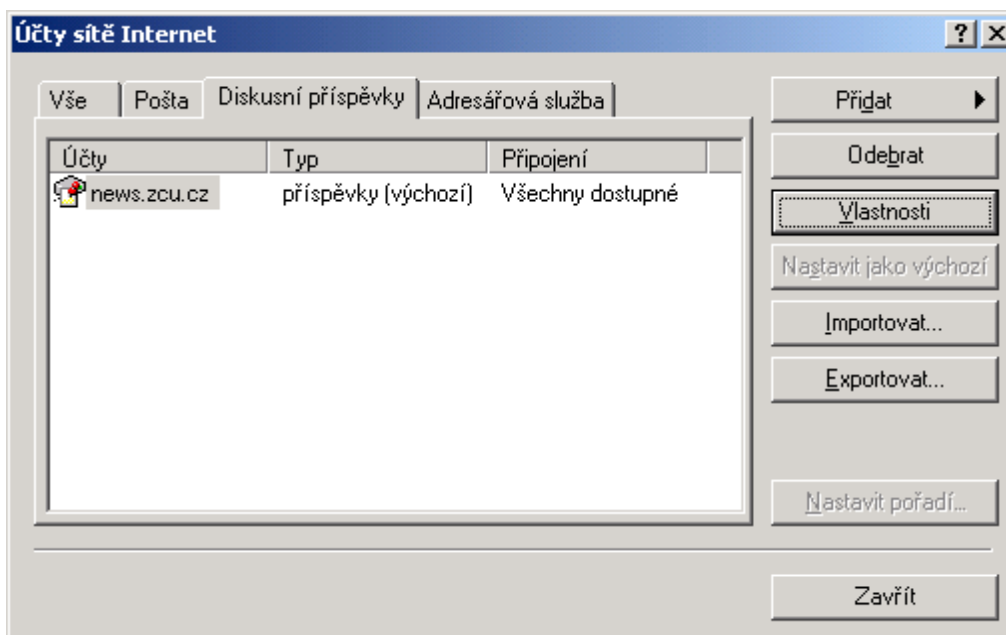 Účty sítě Internet
Vše Pošta Diskusní příspěvky Adresářová služba
Účty Typ Připojení
news.zcu.cz příspěvky (výchozí) Všechny dostupné
Přidat
Odebrat
Vlastnosti
Nastavit jako výchozí
Importovat...
Exportovat...
Nastavit pořadí...
Zavřít